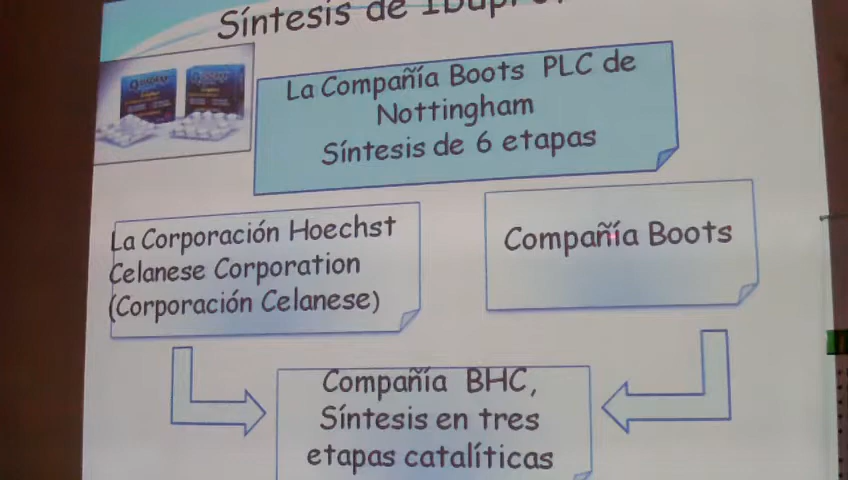 Síntesis de
La Compañía Boots PLC de
Nottingham
Síntesis de 6 etapas
La Corporación Hoechst
Celanese Corporation
(Corporación Celanese)
Compañía Boots
Compañía BHC,
Síntesis en tres
etapas catalíticas